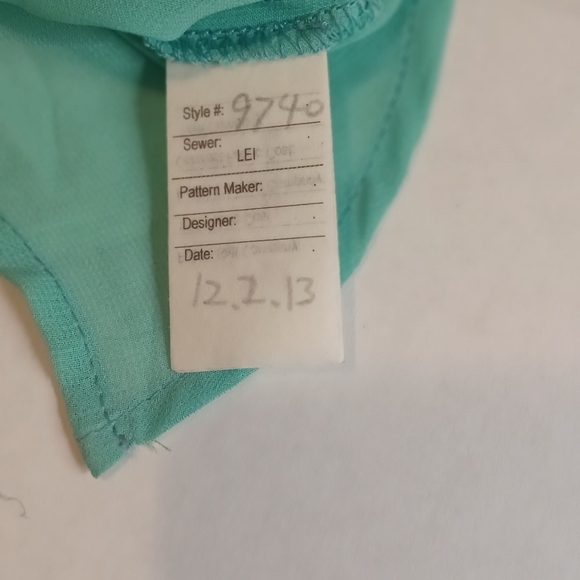 Style #: 9740
Sewer:
LEI
Pattern Maker:
Designer:
Date:
12.2.13